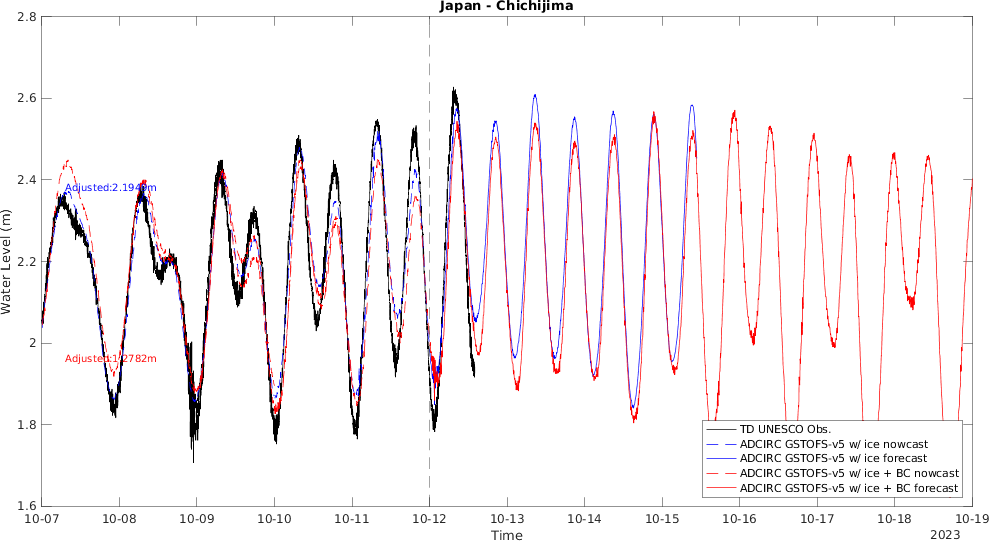 Japan - Chichijima
2.8
2.6
2.4
2.2
2
1.8
1.6
Water Level (m)
Adjusted:2.1949m
Adjusted:1.2782m
TD UNESCO Obs.
ADCIRC GSTOFS-v5 w/ ice nowcast
ADCIRC GSTOFS-v5 w/ ice forecast
ADCIRC GSTOFS-v5 w/ ice + BC nowcast
ADCIRC GSTOFS-v5 w/ ice + BC forecast
10-07 10-08 10-09 10-10 10-11 10-12 10-13 10-14 10-15 10-16 10-17 10-18 10-19
Time
2023